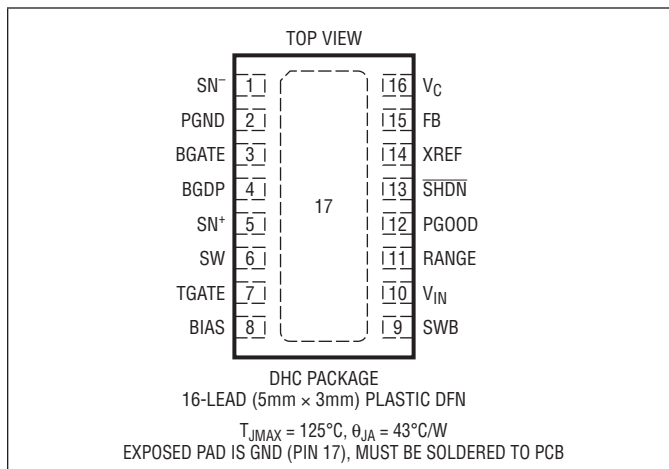 TOP VIEW
SN⁻ 1 16 V_C
PGND 2 15 FB
BGATE 3 14 XREF
BGDP 4 13 SHDN
17
SN⁺ 5 12 PGOOD
SW 6 11 RANGE
TGATE 7 10 V_IN
BIAS 8 9 SWB
DHC PACKAGE
16-LEAD (5mm × 3mm) PLASTIC DFN
T_JMAX = 125°C, θ_JA = 43°C/W
EXPOSED PAD IS GND (PIN 17), MUST BE SOLDERED TO PCB